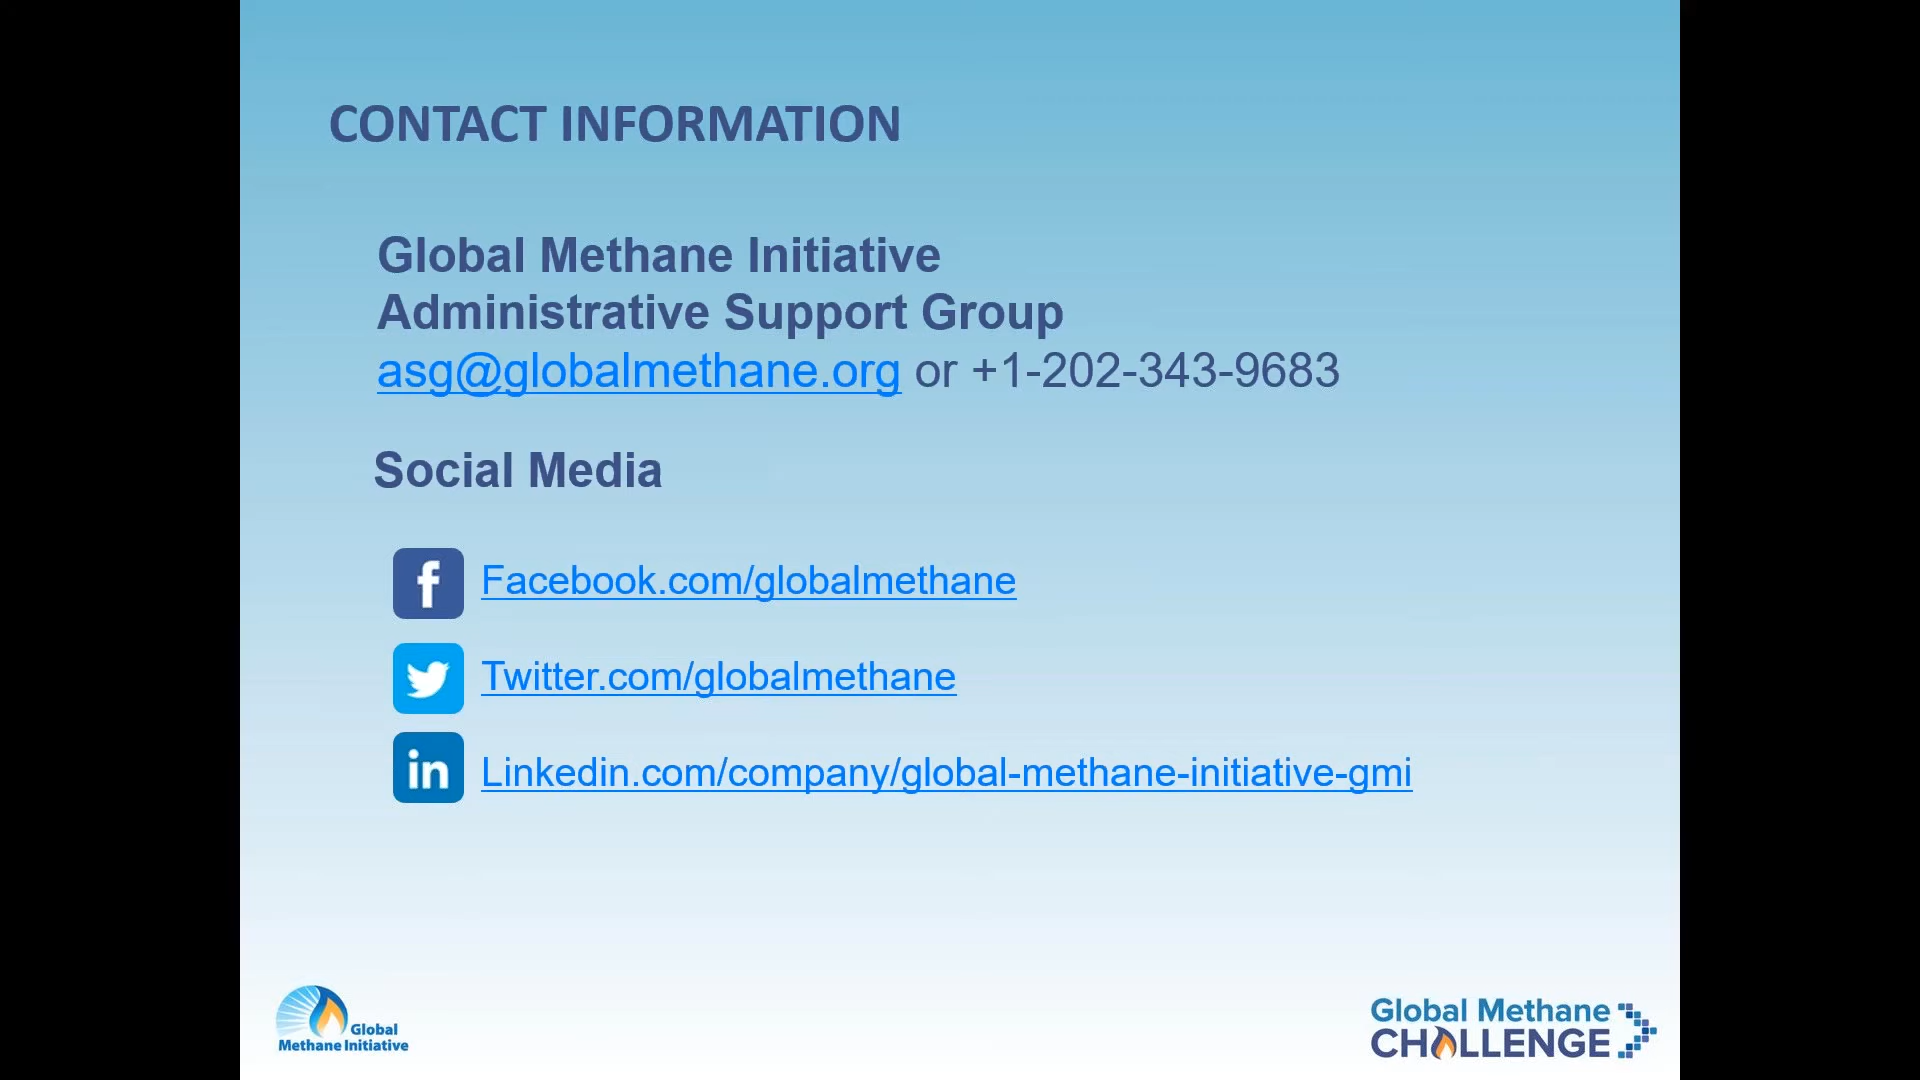 CONTACT INFORMATION
Global Methane Initiative
Administrative Support Group
asg@globalmethane.org or +1-202-343-9683
Social Media
f Facebook.com/globalmethane
Twitter.com/globalmethane
in Linkedin.com/company/global-methane-initiative-gmi
Global
Methane Initiative
Global Methane
CHALLENGE